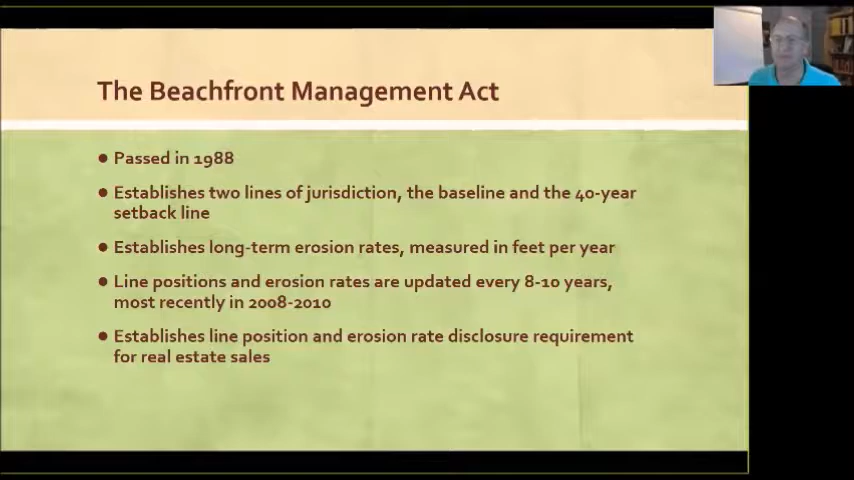 The Beachfront Management Act
● Passed in 1988
● Establishes two lines of jurisdiction, the baseline and the 40-year
setback line
● Establishes long-term erosion rates, measured in feet per year
● Line positions and erosion rates are updated every 8-10 years,
most recently in 2008-2010
● Establishes line position and erosion rate disclosure requirement
for real estate sales